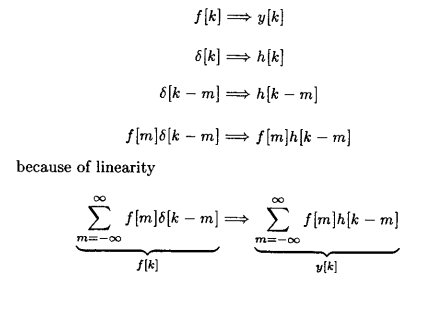 f[k] ⟹ y[k]
δ[k] ⟹ h[k]
δ[k − m] ⟹ h[k − m]
f[m]δ[k − m] ⟹ f[m]h[k − m]
because of linearity
∑_{m=−∞}^{∞} f[m]δ[k − m] ⟹ ∑_{m=−∞}^{∞} f[m]h[k − m]
f[k] y[k]